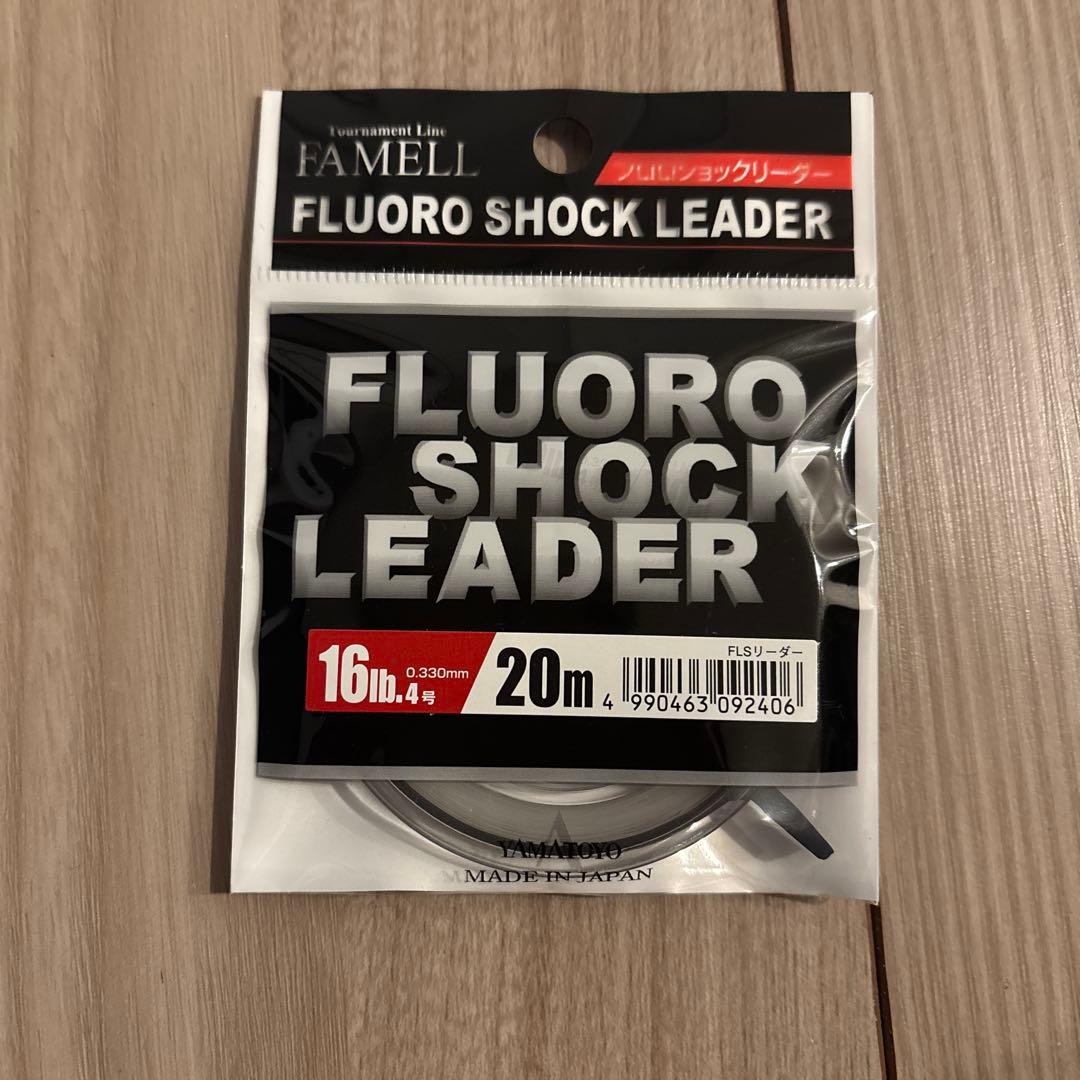 Tournament Line
FAMELL
フロロショックリーダー
FLUORO SHOCK LEADER
FLUORO
SHOCK
LEADER
16lb.4号
0.330mm
20m
FLSリーダー
4 990463 092406
YAMATOYO
MADE IN JAPAN